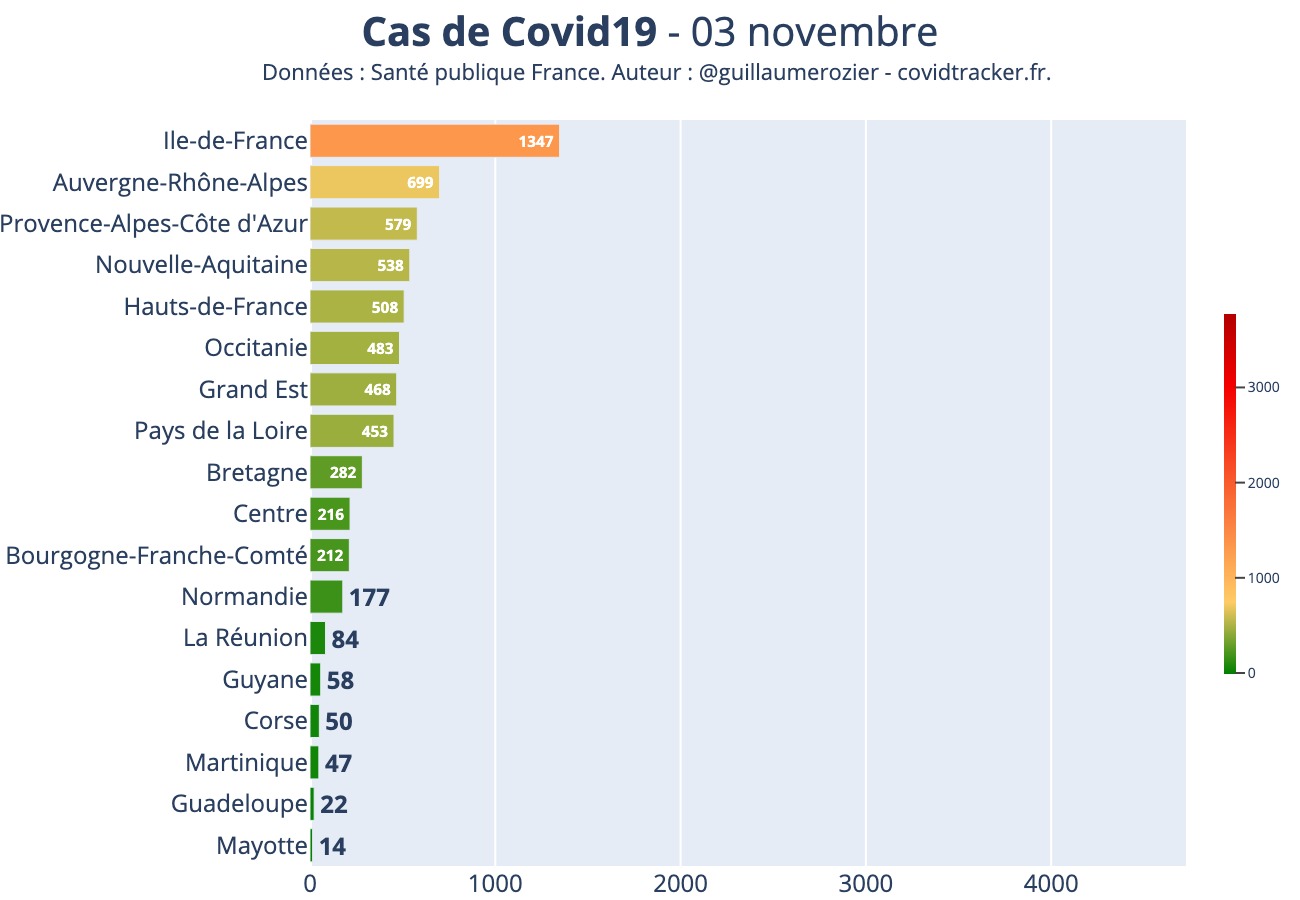 Cas de Covid19 - 03 novembre
Données : Santé publique France. Auteur : @guillaumerozier - covidtracker.fr.
Ile-de-France 1347
Auvergne-Rhône-Alpes 699
Provence-Alpes-Côte d'Azur 579
Nouvelle-Aquitaine 538
Hauts-de-France 508
Occitanie 483
Grand Est 468
Pays de la Loire 453
Bretagne 282
Centre 216
Bourgogne-Franche-Comté 212
Normandie 177
La Réunion 84
Guyane 58
Corse 50
Martinique 47
Guadeloupe 22
Mayotte 14
0 1000 2000 3000 4000
3000
2000
1000
0